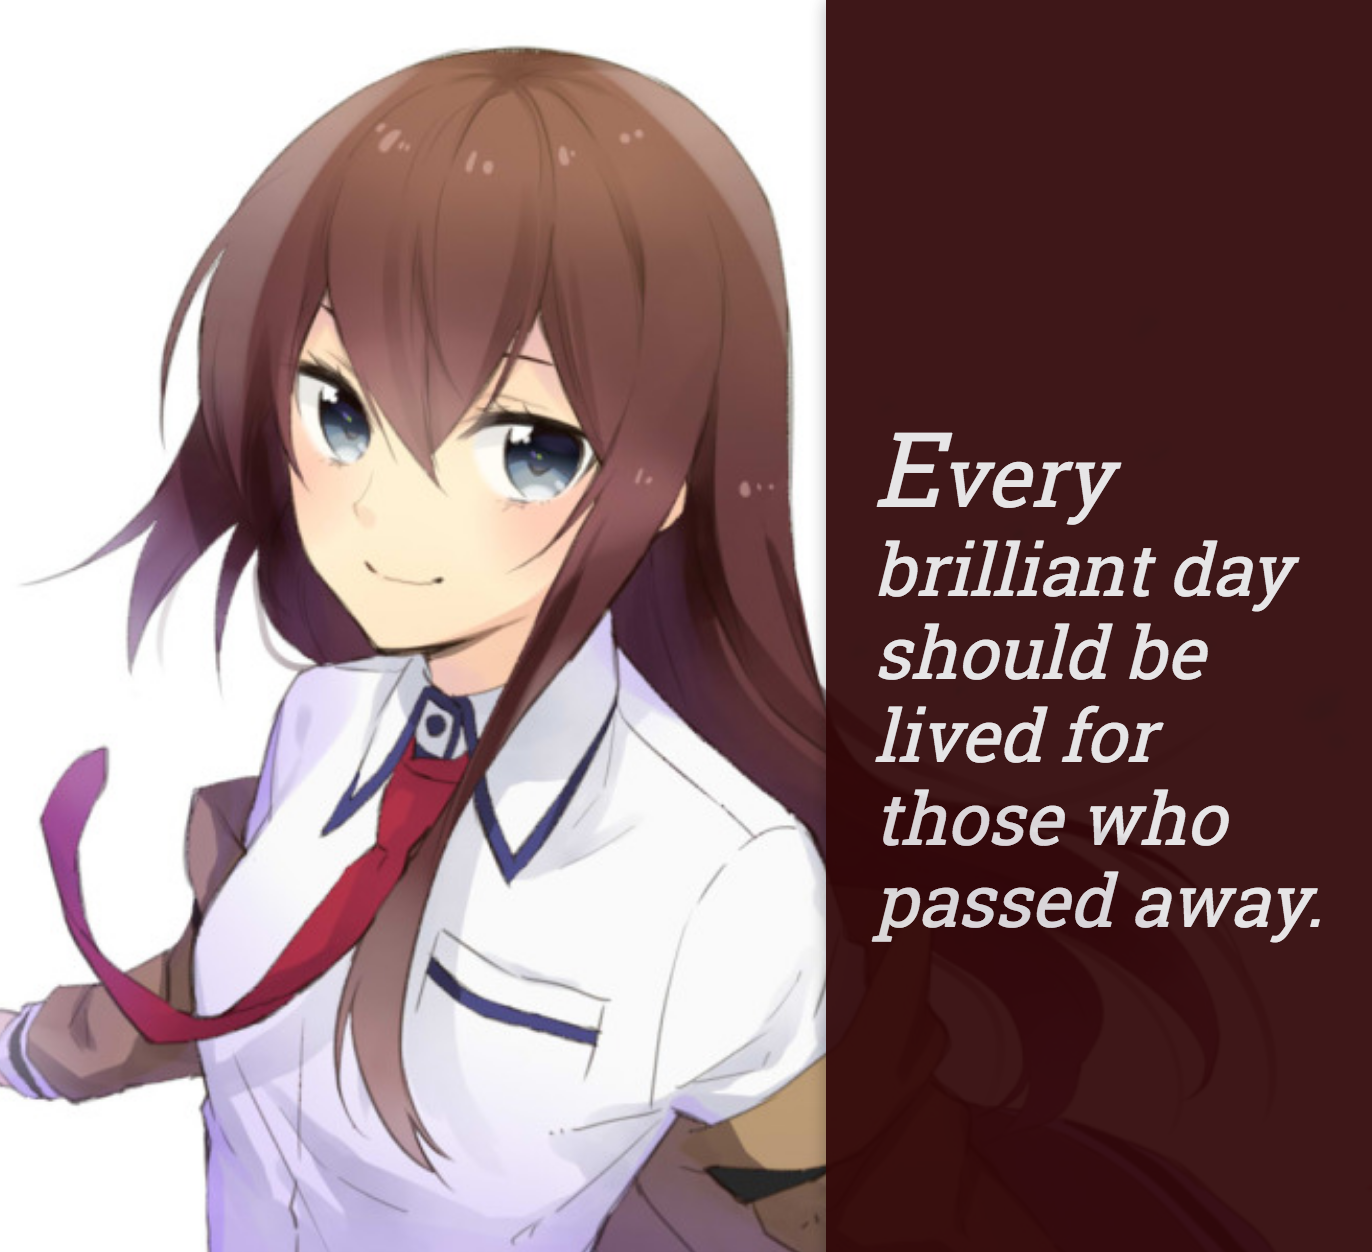 Every
brilliant day
should be
lived for
those who
passed away.